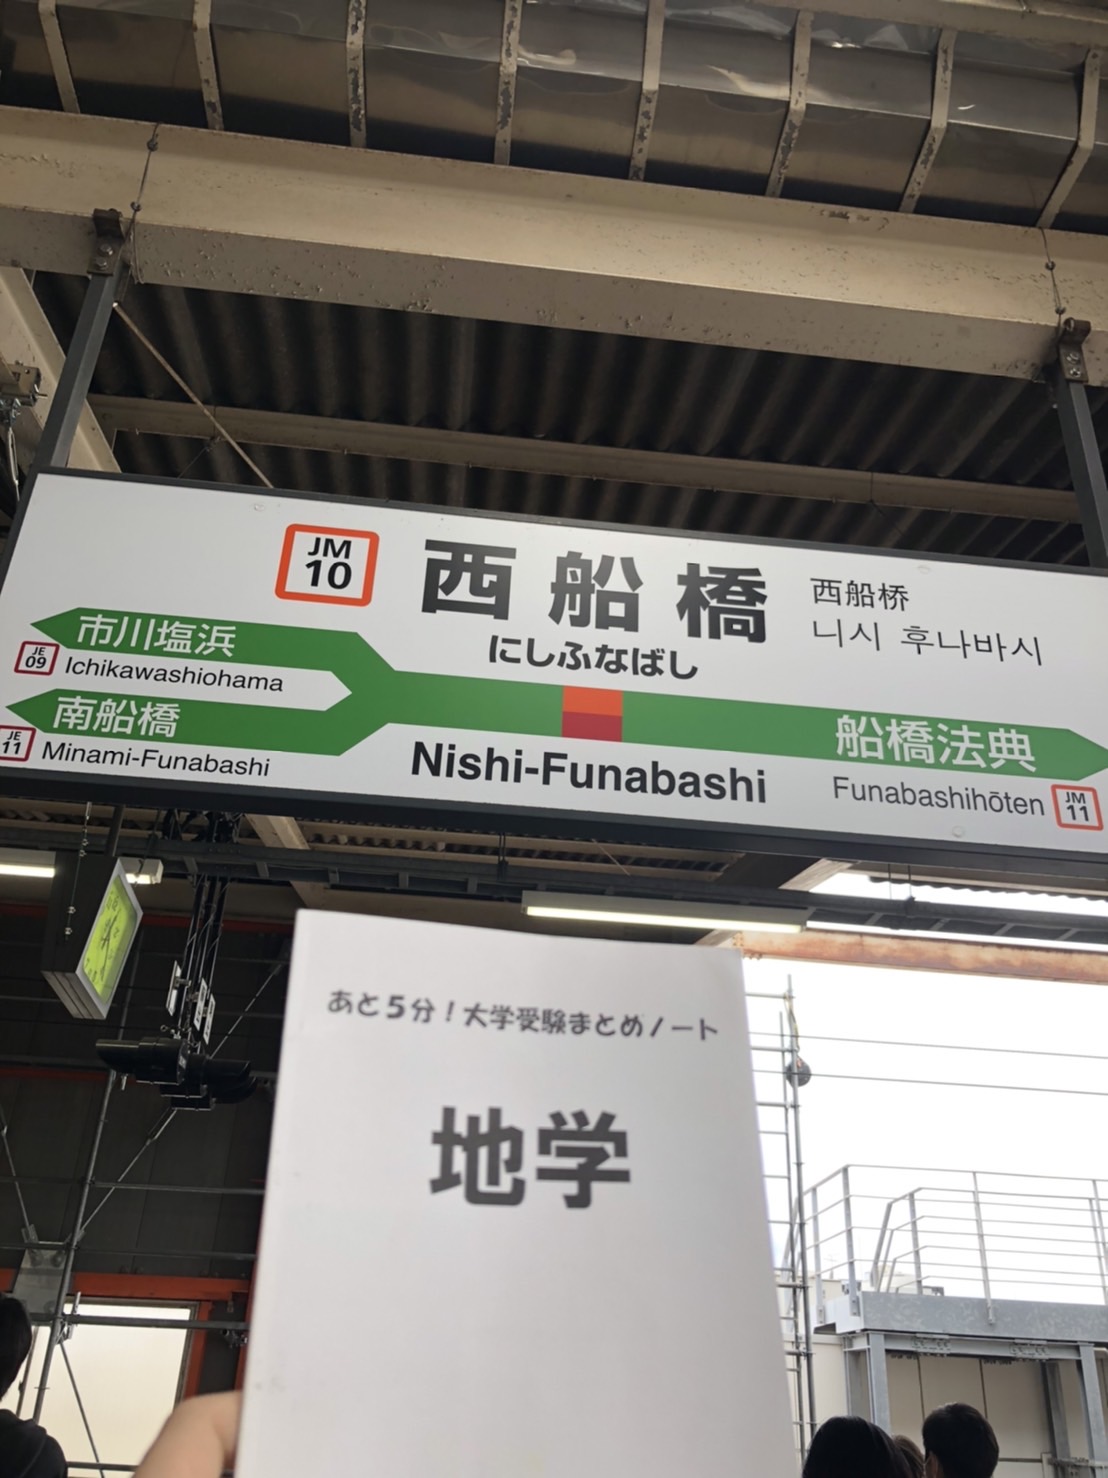 JM
10
西船橋
にしふなばし
西船桥
니시 후나바시
市川塩浜
JE
09
Ichikawashiohama
南船橋
JE
11
Minami-Funabashi
Nishi-Funabashi
船橋法典
Funabashihōten
JM
11
あと5分！大学受験まとめノート
地学